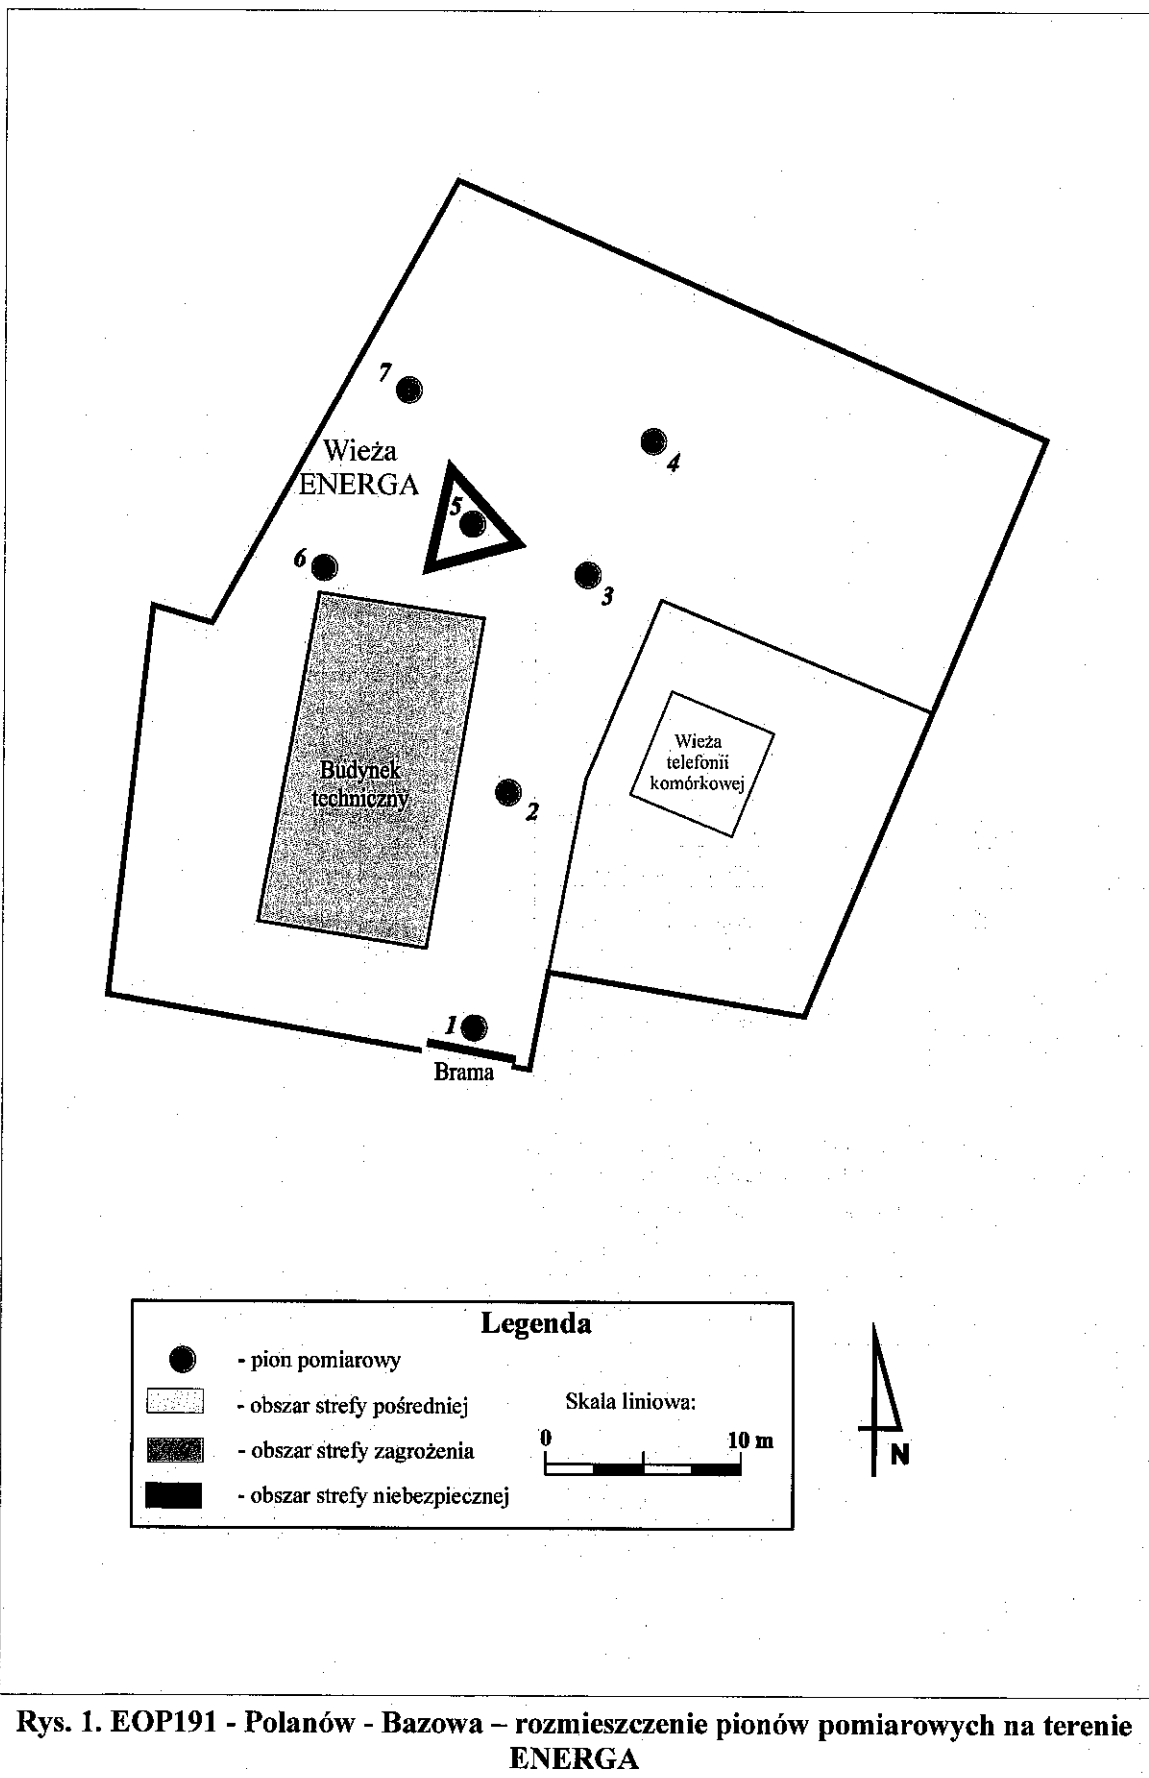 7
4
Wieża
ENERGA
5
6
3
Wieża
telefonii
komórkowej
Budynek
techniczny
2
1
Brama
Legenda
- pion pomiarowy
- obszar strefy pośredniej
- obszar strefy zagrożenia
- obszar strefy niebezpiecznej
Skala liniowa:
0 10 m
N
Rys. 1. EOP191 - Polanów - Bazowa – rozmieszczenie pionów pomiarowych na terenie
ENERGA